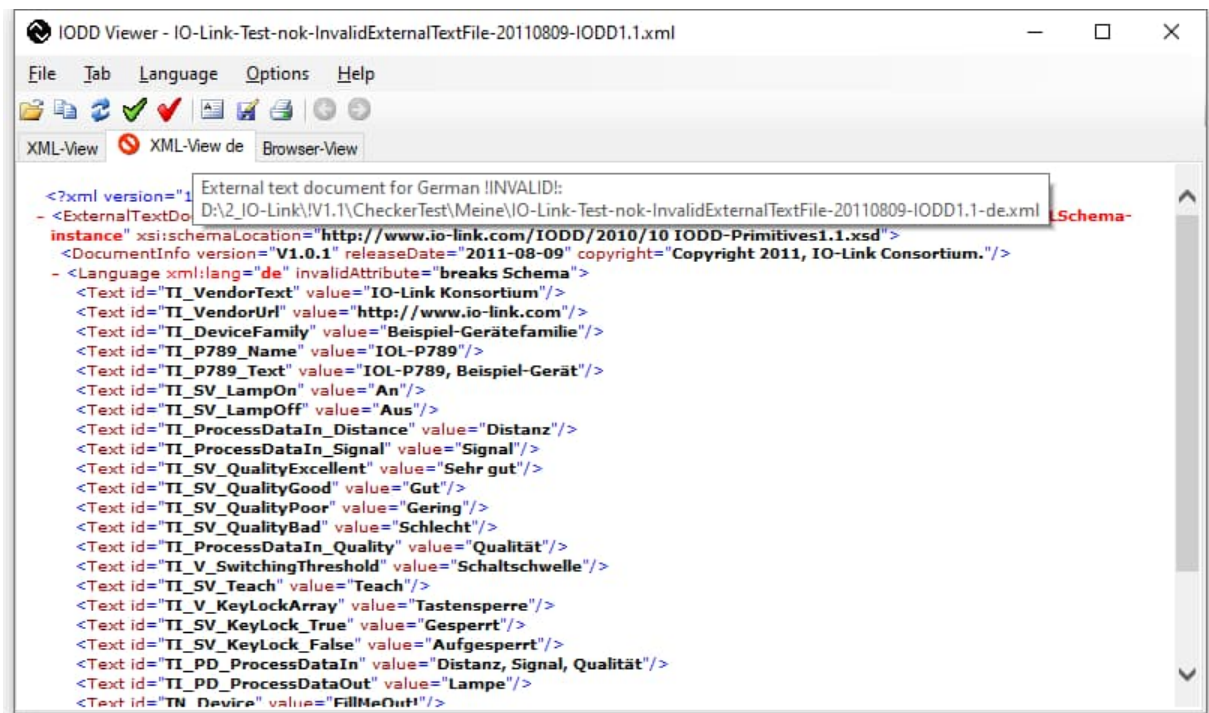 IODD Viewer - IO-Link-Test-nok-InvalidExternalTextFile-20110809-IODD1.1.xml
File Tab Language Options Help
XML-View XML-View de Browser-View
<?xml version="1
External text document for German !INVALID!:
D:\2_IO-Link\!V1.1\CheckerTest\Meine\IO-Link-Test-nok-InvalidExternalTextFile-20110809-IODD1.1-de.xml
- <ExternalTextDo LSchema-
instance" xsi:schemaLocation="http://www.io-link.com/IODD/2010/10 IODD-Primitives1.1.xsd">
<DocumentInfo version="V1.0.1" releaseDate="2011-08-09" copyright="Copyright 2011, IO-Link Consortium."/>
- <Language xml:lang="de" invalidAttribute="breaks Schema">
<Text id="TI_VendorText" value="IO-Link Konsortium"/>
<Text id="TI_VendorUrl" value="http://www.io-link.com"/>
<Text id="TI_DeviceFamily" value="Beispiel-Gerätefamilie"/>
<Text id="TI_P789_Name" value="IOL-P789"/>
<Text id="TI_P789_Text" value="IOL-P789, Beispiel-Gerät"/>
<Text id="TI_SV_LampOn" value="An"/>
<Text id="TI_SV_LampOff" value="Aus"/>
<Text id="TI_ProcessDataIn_Distance" value="Distanz"/>
<Text id="TI_ProcessDataIn_Signal" value="Signal"/>
<Text id="TI_SV_QualityExcellent" value="Sehr gut"/>
<Text id="TI_SV_QualityGood" value="Gut"/>
<Text id="TI_SV_QualityPoor" value="Gering"/>
<Text id="TI_SV_QualityBad" value="Schlecht"/>
<Text id="TI_ProcessDataIn_Quality" value="Qualität"/>
<Text id="TI_V_SwitchingThreshold" value="Schaltschwelle"/>
<Text id="TI_SV_Teach" value="Teach"/>
<Text id="TI_V_KeyLockArray" value="Tastensperre"/>
<Text id="TI_SV_KeyLock_True" value="Gesperrt"/>
<Text id="TI_SV_KeyLock_False" value="Aufgesperrt"/>
<Text id="TI_PD_ProcessDataIn" value="Distanz, Signal, Qualität"/>
<Text id="TI_PD_ProcessDataOut" value="Lampe"/>
<Text id="TN_Device" value="FillMeOut!"/>